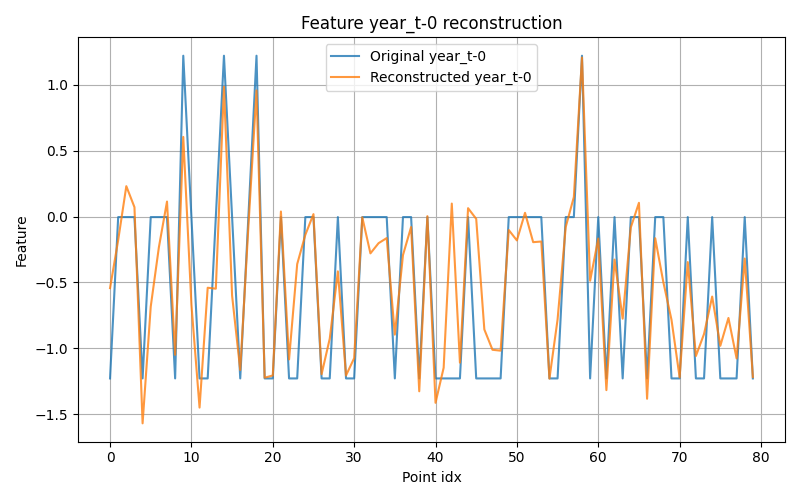 Feature year_t-0 reconstruction
Original year_t-0
Reconstructed year_t-0
Feature
1.0
0.5
0.0
−0.5
−1.0
−1.5
0 10 20 30 40 50 60 70 80
Point idx